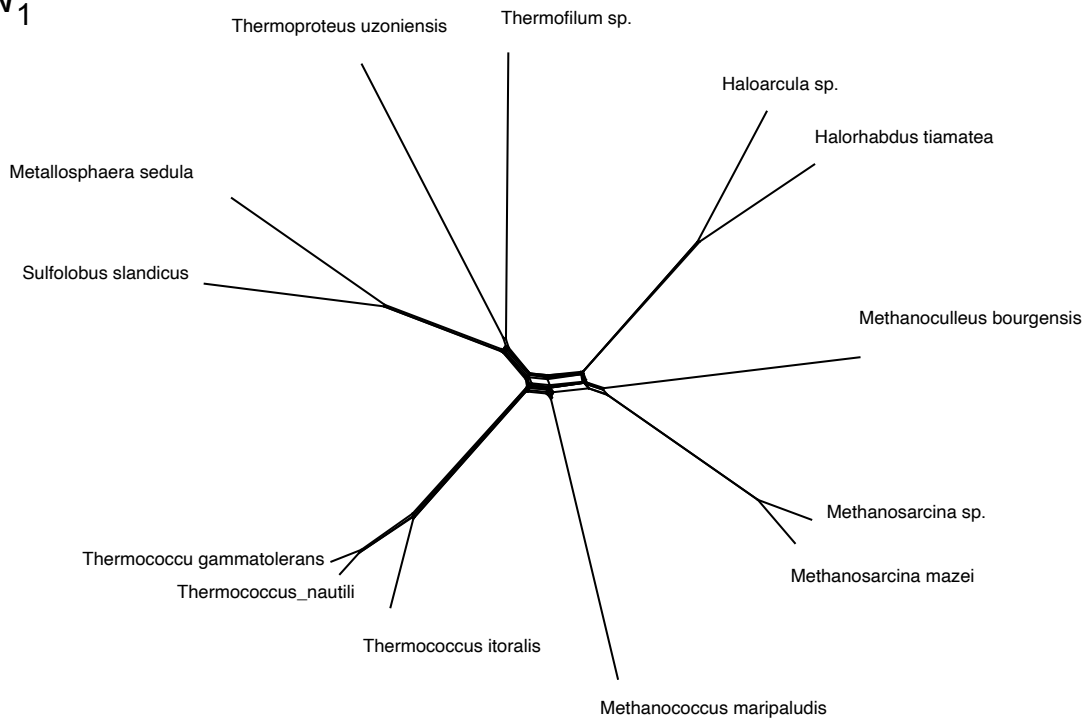 1
Thermoproteus uzoniensis
Thermofilum sp.
Haloarcula sp.
Halorhabdus tiamatea
Metallosphaera sedula
Sulfolobus slandicus
Methanoculleus bourgensis
Methanosarcina sp.
Thermococcu gammatolerans
Methanosarcina mazei
Thermococcus_nautili
Thermococcus itoralis
Methanococcus maripaludis